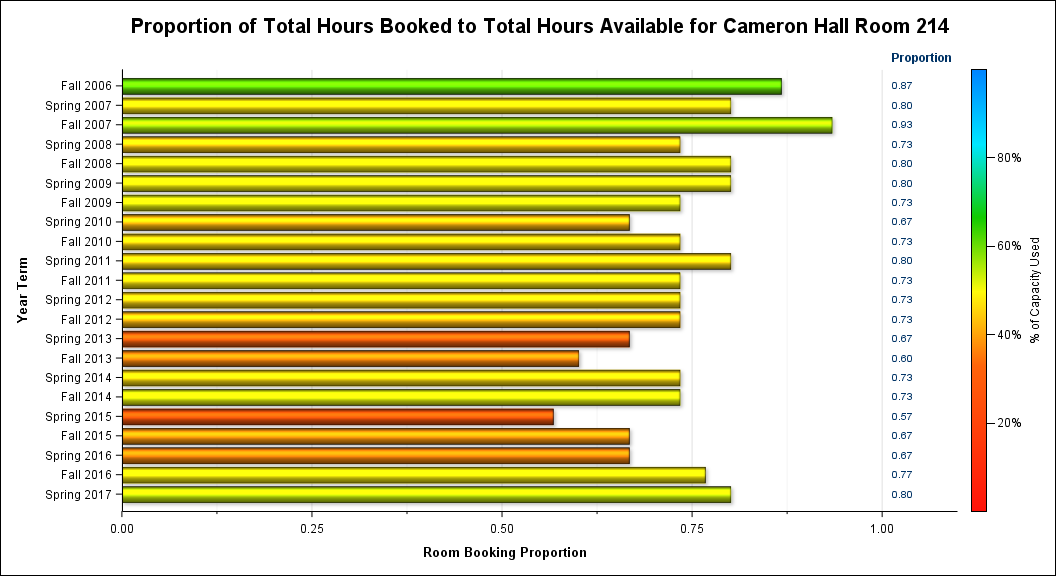 Proportion of Total Hours Booked to Total Hours Available for Cameron Hall Room 214
Proportion
Fall 2006 0.87
Spring 2007 0.80
Fall 2007 0.93
Spring 2008 0.73
Fall 2008 0.80
Spring 2009 0.80
Fall 2009 0.73
Spring 2010 0.67
Fall 2010 0.73
Spring 2011 0.80
Fall 2011 0.73
Spring 2012 0.73
Fall 2012 0.73
Spring 2013 0.67
Fall 2013 0.60
Spring 2014 0.73
Fall 2014 0.73
Spring 2015 0.57
Fall 2015 0.67
Spring 2016 0.67
Fall 2016 0.77
Spring 2017 0.80
Year Term
0.00 0.25 0.50 0.75 1.00
Room Booking Proportion
80%
60%
40%
20%
% of Capacity Used